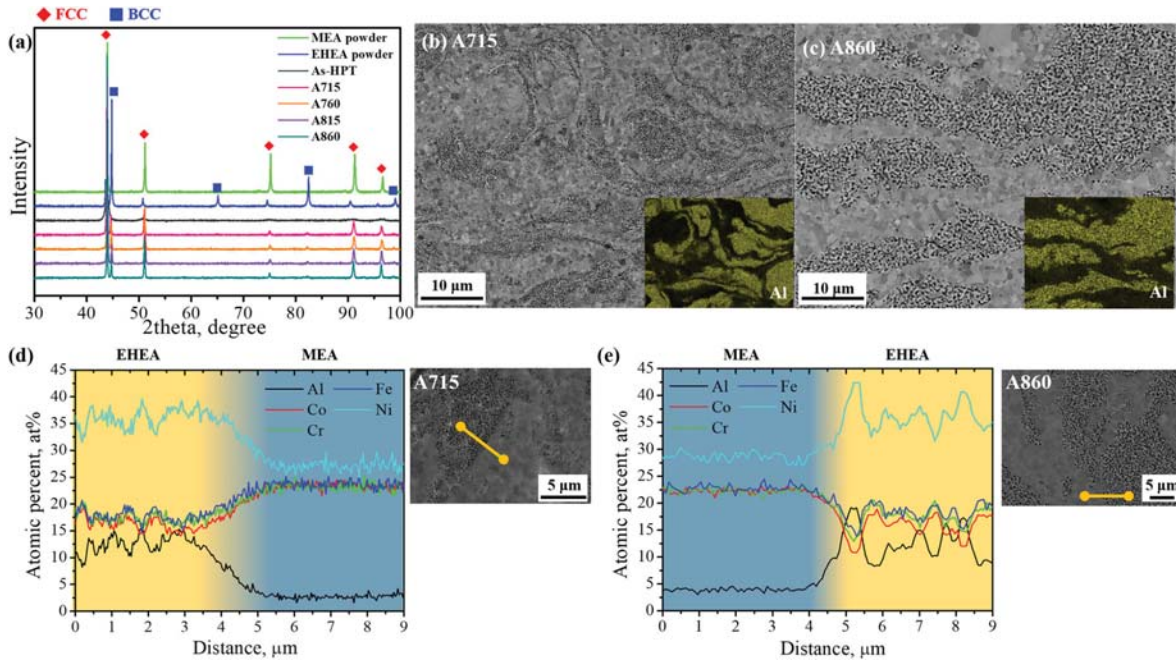 FCC BCC
(a)
MEA powder
EHEA powder
As-HPT
A715
A760
A815
A860
Intensity
30 40 50 60 70 80 90 100
2theta, degree
(b) A715
10 µm
Al
(c) A860
10 µm
Al
(d)
EHEA MEA
45
40
35
30
25
20
15
10
5
0
Atomic percent, at%
Al Fe
Co Ni
Cr
0 1 2 3 4 5 6 7 8 9
Distance, µm
A715
5 µm
(e)
MEA EHEA
45
40
35
30
25
20
15
10
5
0
Atomic percent, at%
Al Fe
Co Ni
Cr
0 1 2 3 4 5 6 7 8 9
Distance, µm
A860
5 µm